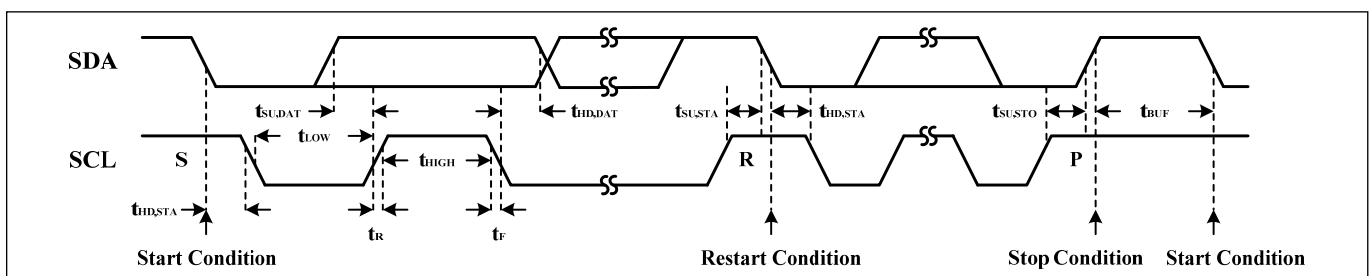 SDA
tSU,DAT tHD,DAT tSU,STA tHD,STA tSU,STO tBUF
tLOW
SCL S tHIGH R P
tHD,STA
tR tF
Start Condition Restart Condition Stop Condition Start Condition